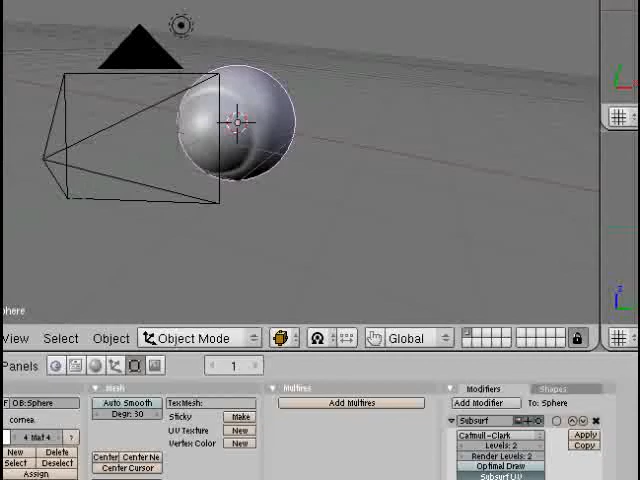 here
View Select Object Object Mode Global
Panels 1
F OB:Sphere
cornea
4 Mat 4 ?
New Delete
Select Deselect
Assign
Mesh
Auto Smooth
Degr: 30
TexMesh:
Sticky Make
UV Texture New
Vertex Color New
Center Center Ne
Center Cursor
Multires
Add Multires
Modifiers Shapes
Add Modifier To: Sphere
Subsurf
Catmull-Clark
Levels: 2
Render Levels: 2
Optimal Draw
Subsurf UV
Apply
Copy
z